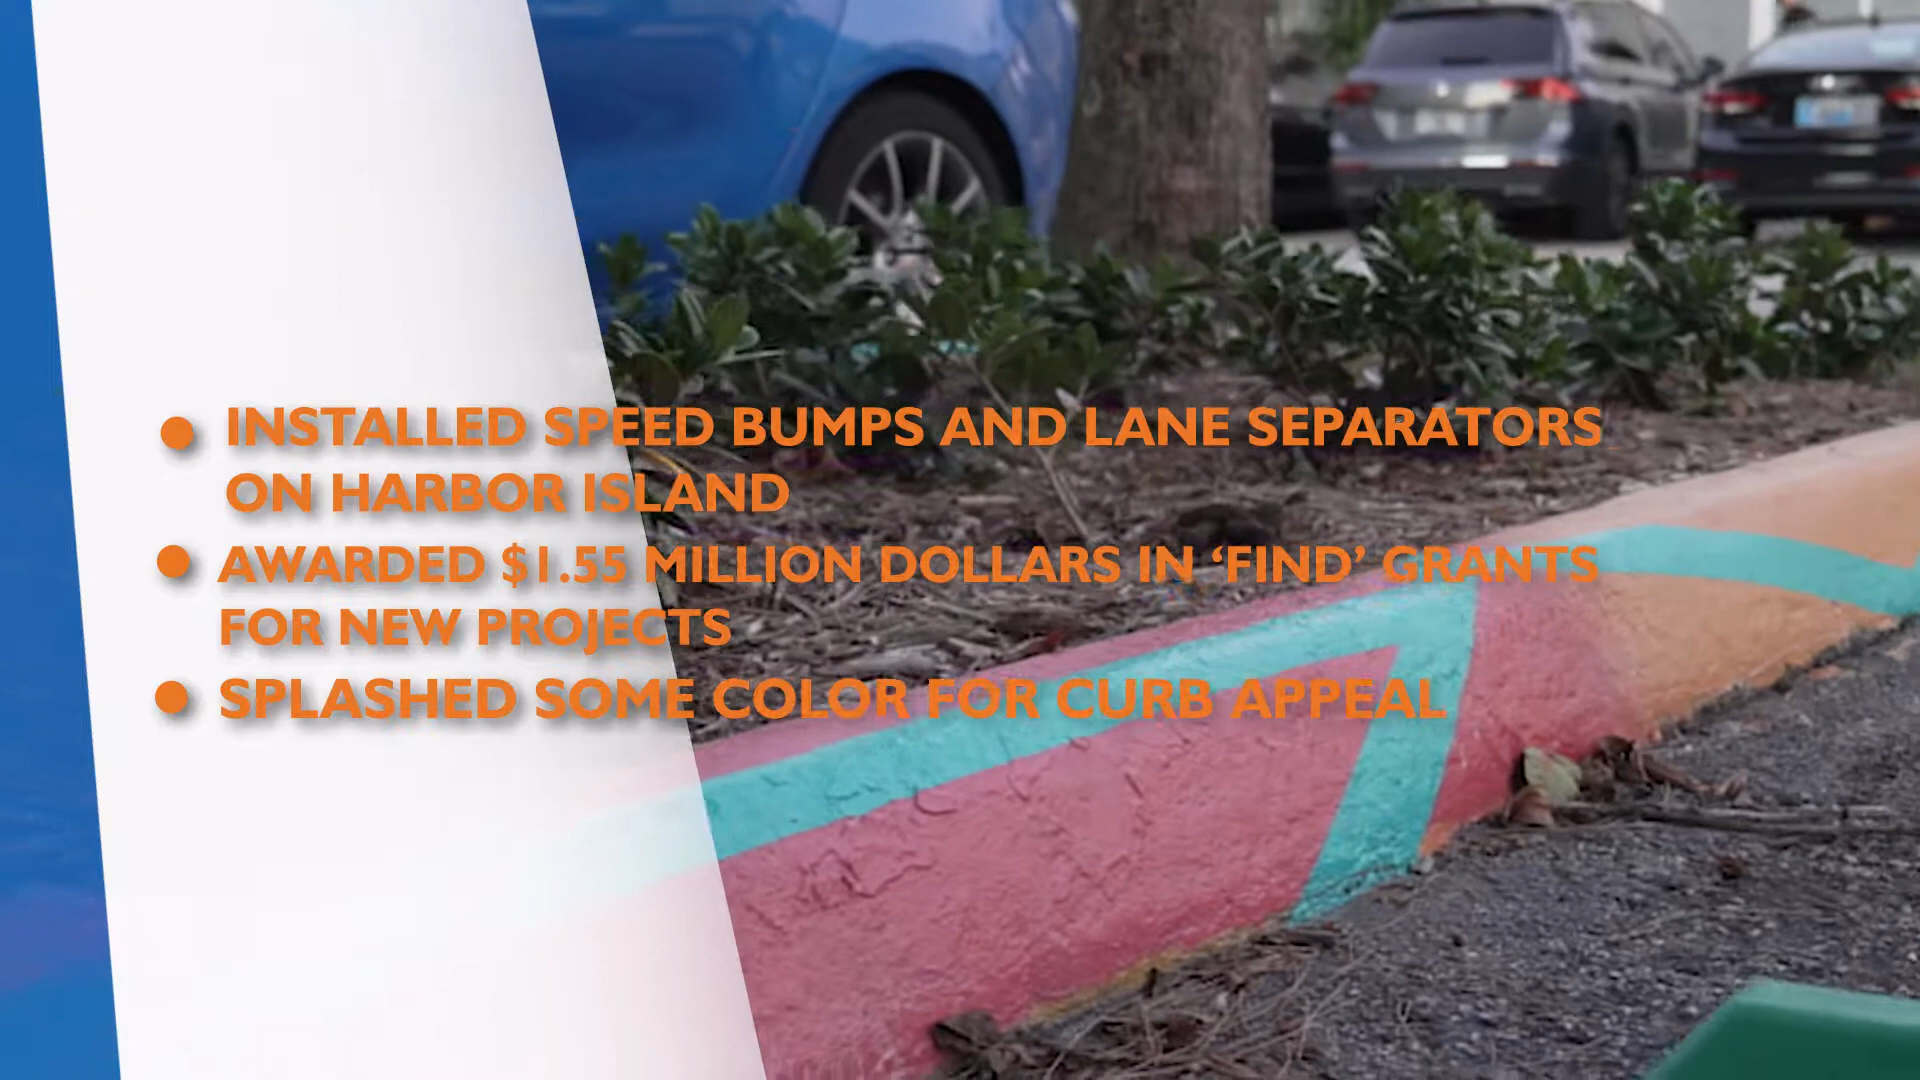 ● INSTALLED SPEED BUMPS AND LANE SEPARATORS
ON HARBOR ISLAND
● AWARDED $1.55 MILLION DOLLARS IN ‘FIND’ GRANTS
FOR NEW PROJECTS
● SPLASHED SOME COLOR FOR CURB APPEAL